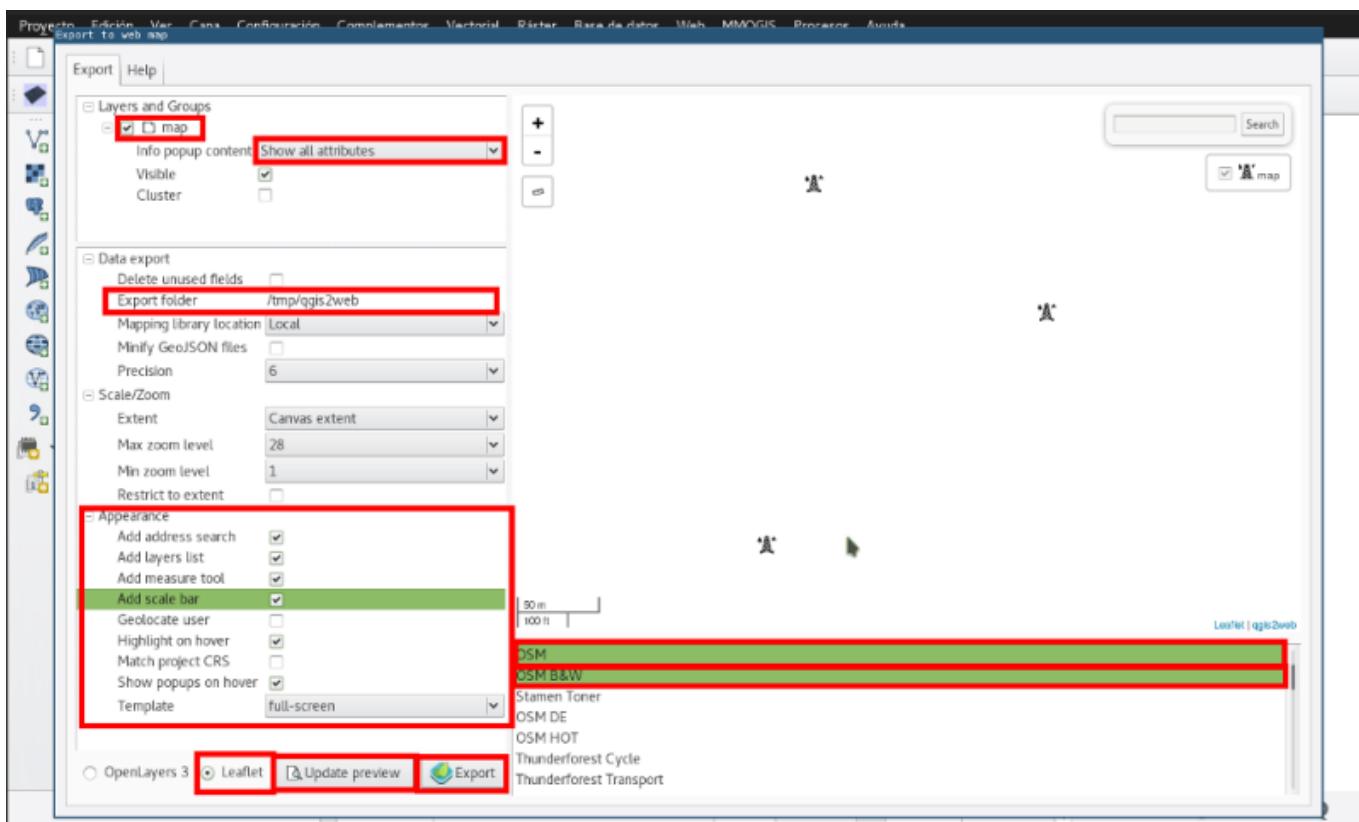 Proyecto Edición Ver Capa Configuración Complementos Vectorial Ráster Base de datos Web MMQGIS Procesos Ayuda
Export to web map
Export Help
Layers and Groups
map
Info popup content Show all attributes
Visible
Cluster
Data export
Delete unused fields
Export folder /tmp/qgis2web
Mapping library location Local
Minify GeoJSON files
Precision 6
Scale/Zoom
Extent Canvas extent
Max zoom level 28
Min zoom level 1
Restrict to extent
Appearance
Add address search
Add layers list
Add measure tool
Add scale bar
Geolocate user
Highlight on hover
Match project CRS
Show popups on hover
Template full-screen
OpenLayers 3 Leaflet Update preview Export
+
-
Search
map
50 m
100 ft
Leaflet | qgis2web
OSM
OSM B&W
Stamen Toner
OSM DE
OSM HOT
Thunderforest Cycle
Thunderforest Transport